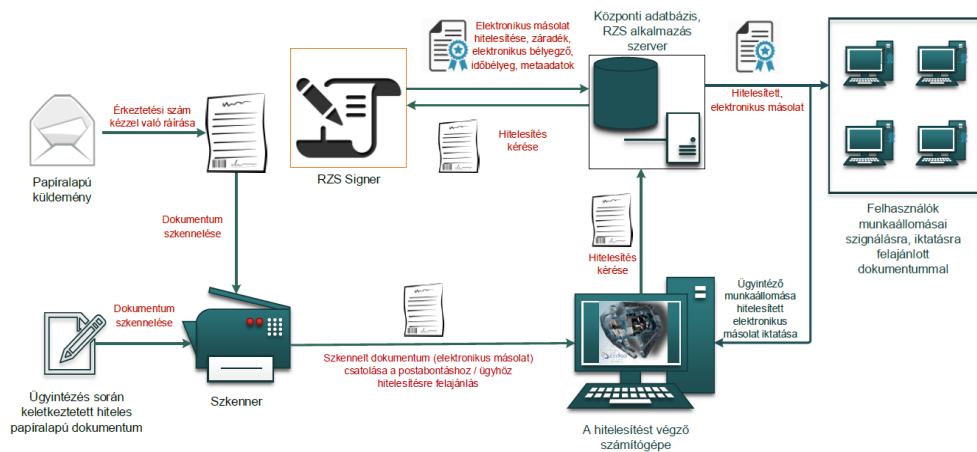 Elektronikus másolat
hitelesítése, záradék,
elektronikus bélyegző,
időbélyeg, metaadatok
Központi adatbázis,
RZS alkalmazás
szerver
Hitelesített,
elektronikus másolat
Érkeztetési szám
kézzel való ráírása
Hitelesítés
kérése
Papíralapú
küldemény
RZS Signer
Felhasználók
munkaállomásai
szignálásra, iktatásra
felajánlott
dokumentummal
Dokumentum
szkennelése
Hitelesítés
kérése
Ügyintéző
munkaállomása
hitelesített
elektronikus
másolat iktatása
Dokumentum
szkennelése
Szkennelt dokumentum (elektronikus másolat)
csatolása a postabontáshoz / ügyhöz
hitelesítésre felajánlás
Szkenner
Ügyintézés során
keletkeztetett hiteles
papíralapú dokumentum
A hitelesítést végző
számítógépe